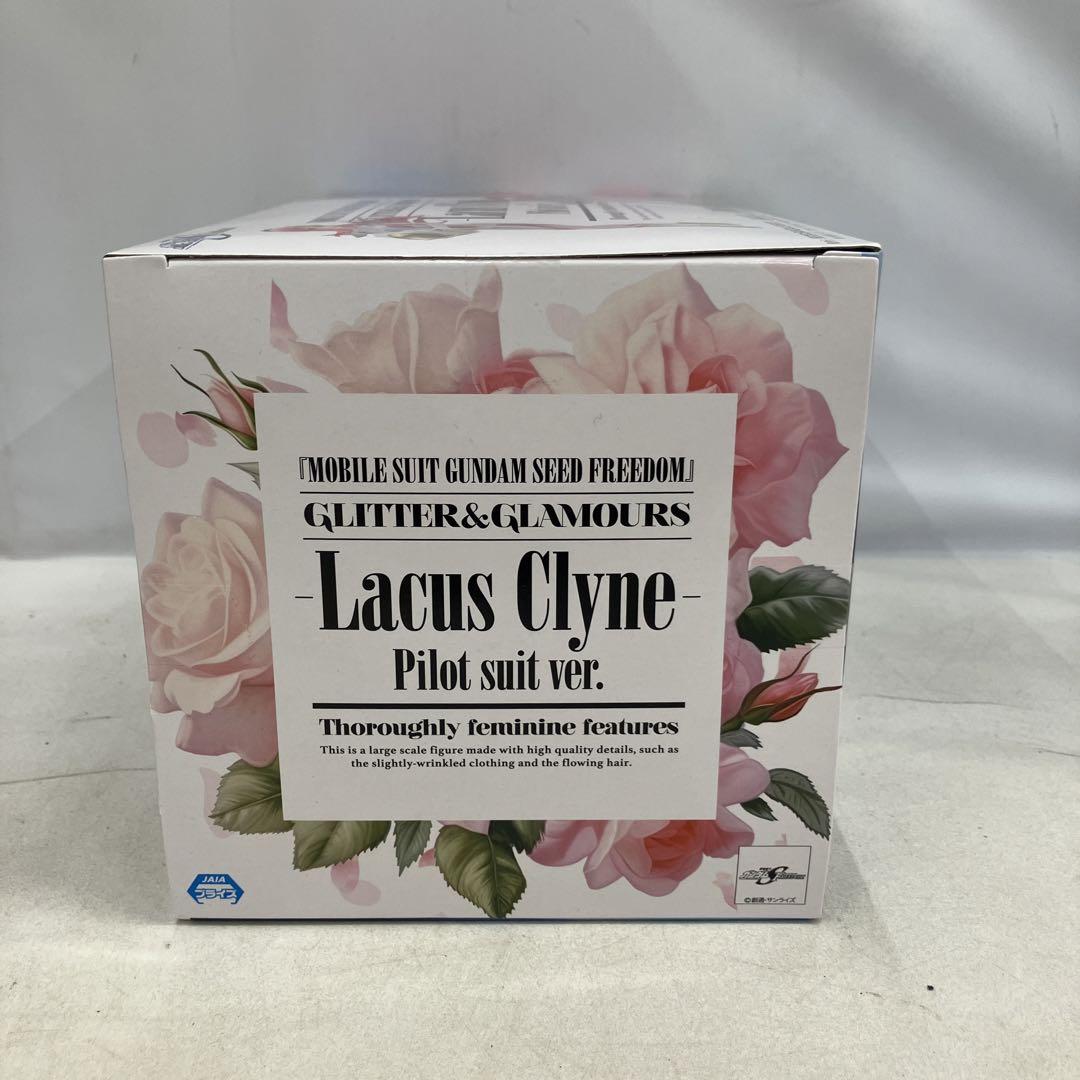 『MOBILE SUIT GUNDAM SEED FREEDOM』
GLITTER&GLAMOURS
-Lacus Clyne-
Pilot suit ver.
Thoroughly feminine features
This is a large scale figure made with high quality details, such as
the slightly-wrinkled clothing and the flowing hair.
JAIA
プライズ
©創通・サンライズ